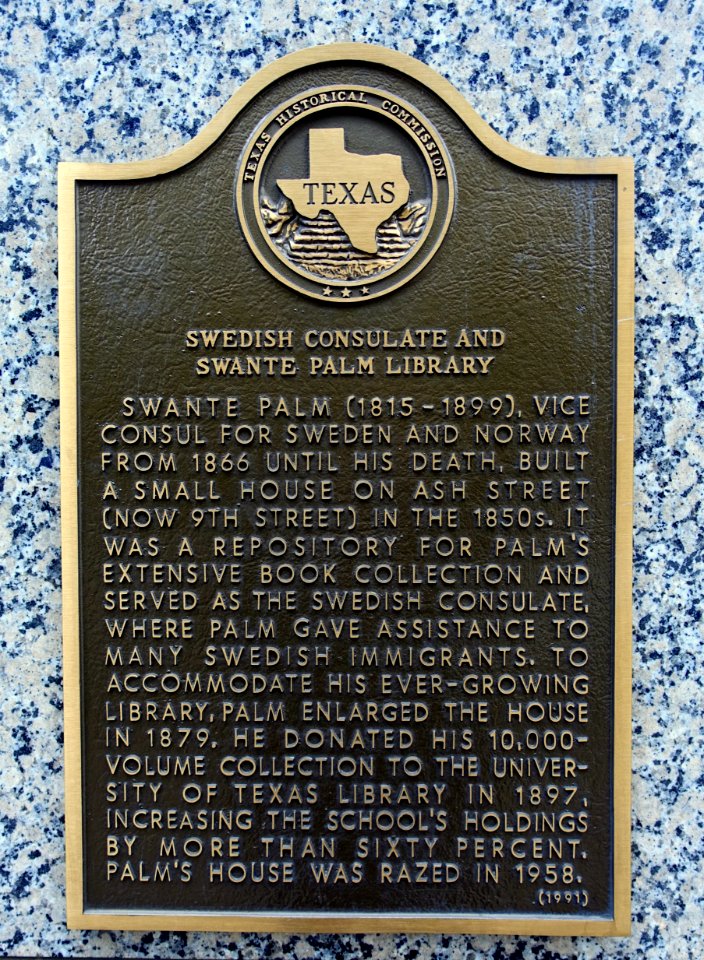 TEXAS HISTORICAL COMMISSION
TEXAS
SWEDISH CONSULATE AND
SWANTE PALM LIBRARY
SWANTE PALM (1815-1899), VICE
CONSUL FOR SWEDEN AND NORWAY
FROM 1866 UNTIL HIS DEATH, BUILT
A SMALL HOUSE ON ASH STREET
(NOW 9TH STREET) IN THE 1850s. IT
WAS A REPOSITORY FOR PALM'S
EXTENSIVE BOOK COLLECTION AND
SERVED AS THE SWEDISH CONSULATE,
WHERE PALM GAVE ASSISTANCE TO
MANY SWEDISH IMMIGRANTS. TO
ACCOMMODATE HIS EVER-GROWING
LIBRARY, PALM ENLARGED THE HOUSE
IN 1879. HE DONATED HIS 10,000-
VOLUME COLLECTION TO THE UNIVER-
SITY OF TEXAS LIBRARY IN 1897,
INCREASING THE SCHOOL'S HOLDINGS
BY MORE THAN SIXTY PERCENT.
PALM'S HOUSE WAS RAZED IN 1958.
(1991)